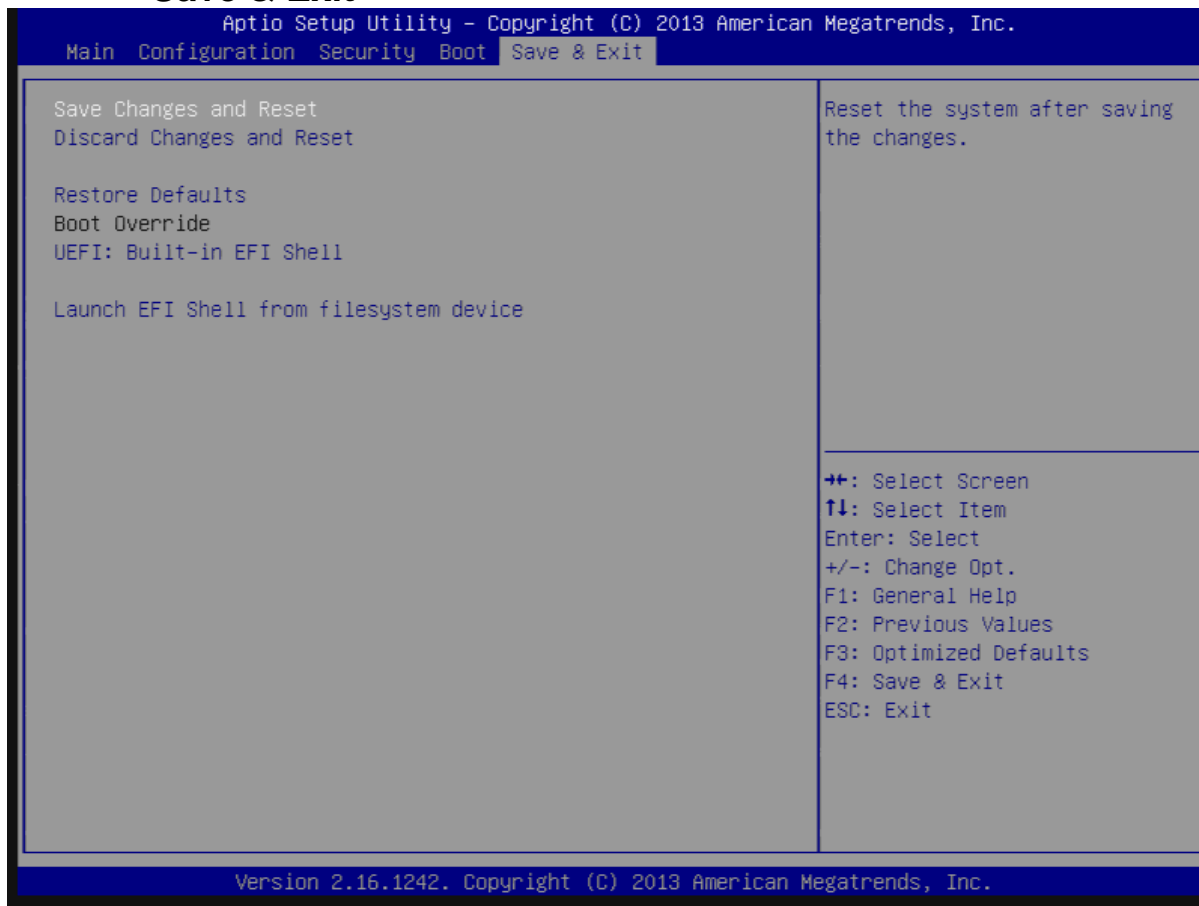 Save & Exit
Aptio Setup Utility – Copyright (C) 2013 American Megatrends, Inc.
Main Configuration Security Boot Save & Exit
Save Changes and Reset
Discard Changes and Reset
Restore Defaults
Boot Override
UEFI: Built-in EFI Shell
Launch EFI Shell from filesystem device
Reset the system after saving
the changes.
→←: Select Screen
↑↓: Select Item
Enter: Select
+/-: Change Opt.
F1: General Help
F2: Previous Values
F3: Optimized Defaults
F4: Save & Exit
ESC: Exit
Version 2.16.1242. Copyright (C) 2013 American Megatrends, Inc.